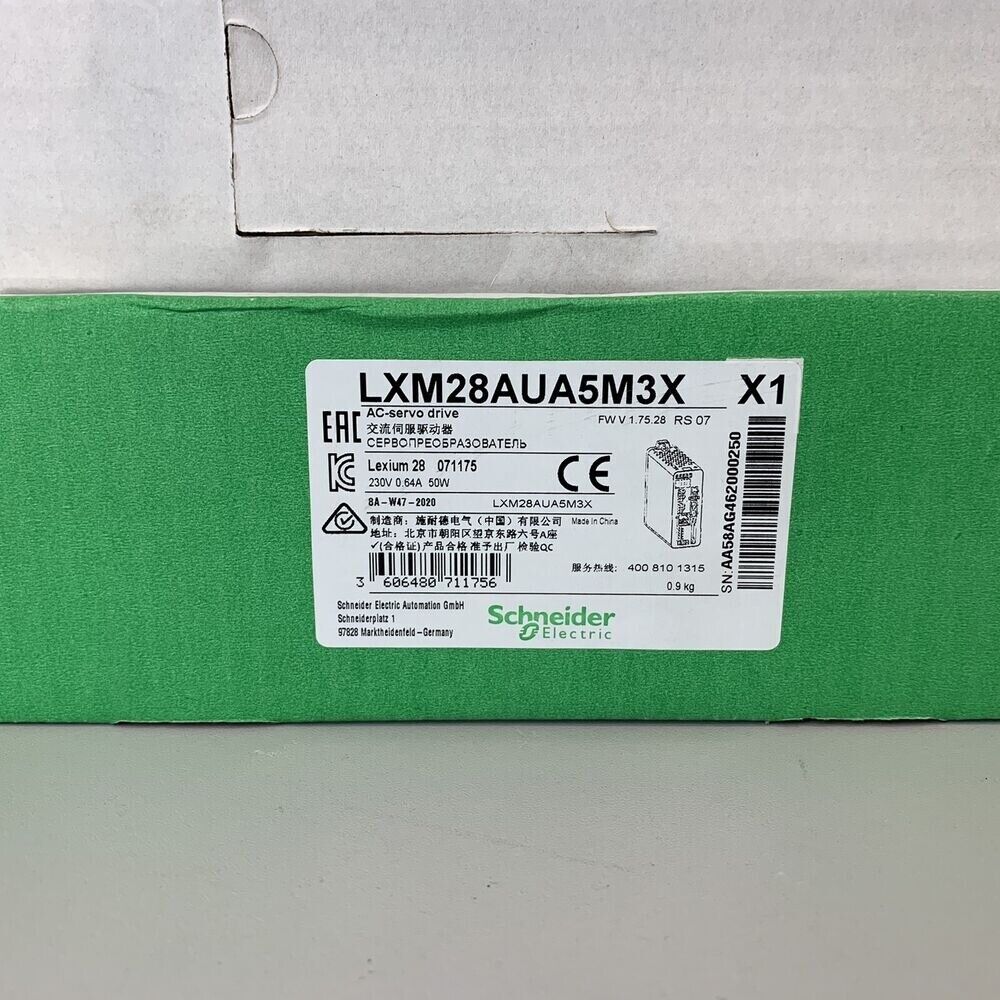 LXM28AUA5M3X X1
AC-servo drive
FW V 1.75.28 RS 07
交流伺服驱动器
СЕРВОПРЕОБРАЗОВАТЕЛЬ
EAC
Lexium 28 071175
230V 0.64A 50W
CE
8A-W47-2020
LXM28AUA5M3X
制造商: 施耐德电气(中国)有限公司
Made in China
地址: 北京市朝阳区望京东路六号A座
✓(合格证)产品合格 准予出厂 检验QC
服务热线: 400 810 1315
3 606480 711756
0.9 kg
SN:AA58AG462000250
Schneider Electric Automation GmbH
Schneiderplatz 1
97828 Marktheidenfeld-Germany
Schneider
Electric